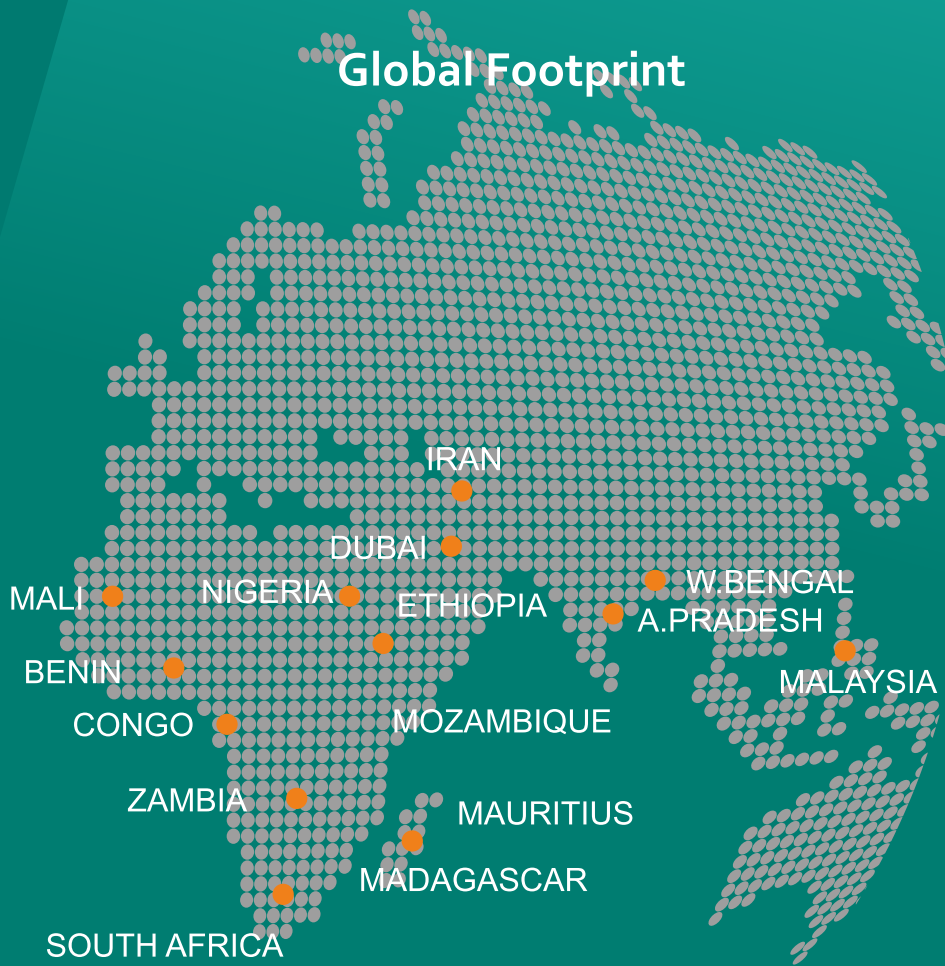 Global Footprint
IRAN
DUBAI
MALI
NIGERIA
ETHIOPIA
W.BENGAL
A.PRADESH
BENIN
MALAYSIA
CONGO
MOZAMBIQUE
ZAMBIA
MAURITIUS
MADAGASCAR
SOUTH AFRICA